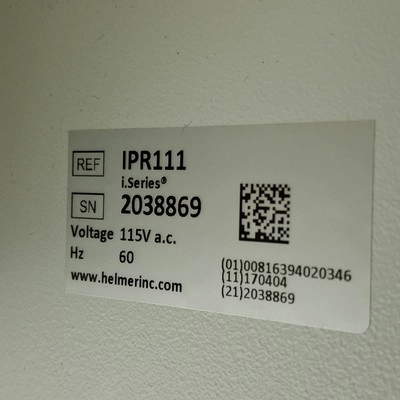 REF IPR111
i.Series®
SN 2038869
Voltage 115V a.c.
Hz 60
www.helmerinc.com
(01)00816394020346
(11)170404
(21)2038869